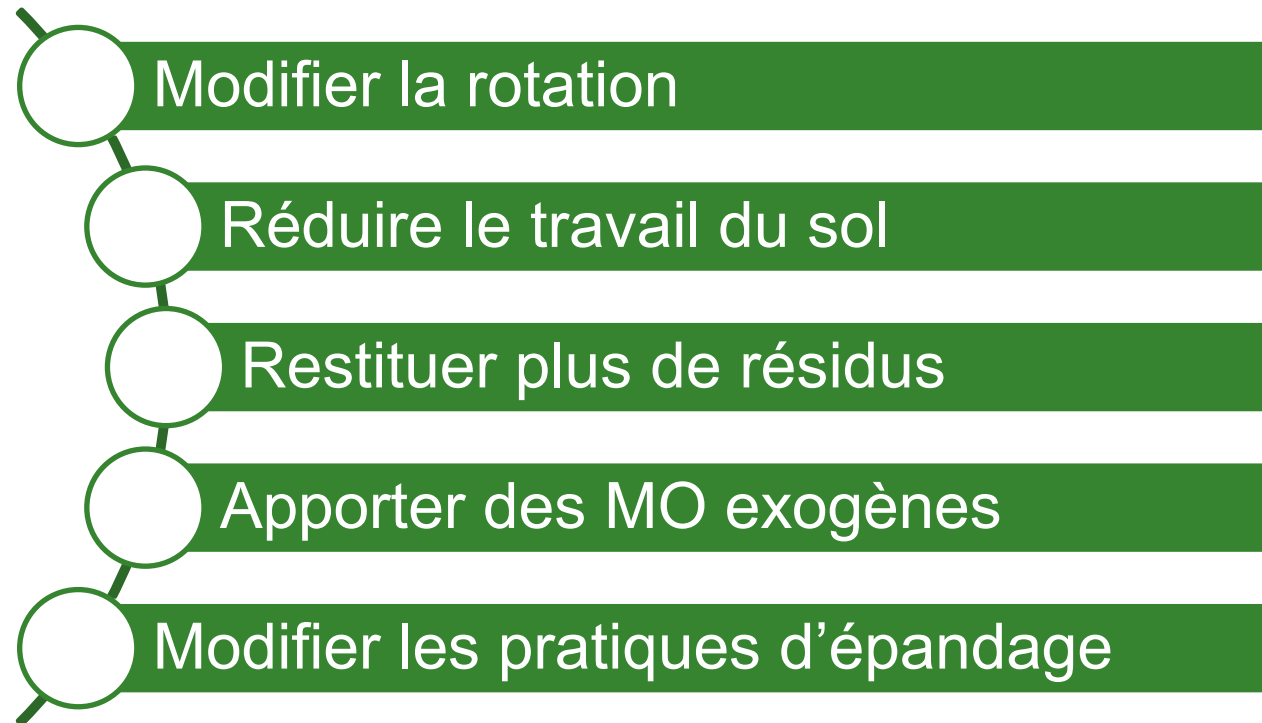 Modifier la rotation
Réduire le travail du sol
Restituer plus de résidus
Apporter des MO exogènes
Modifier les pratiques d’épandage